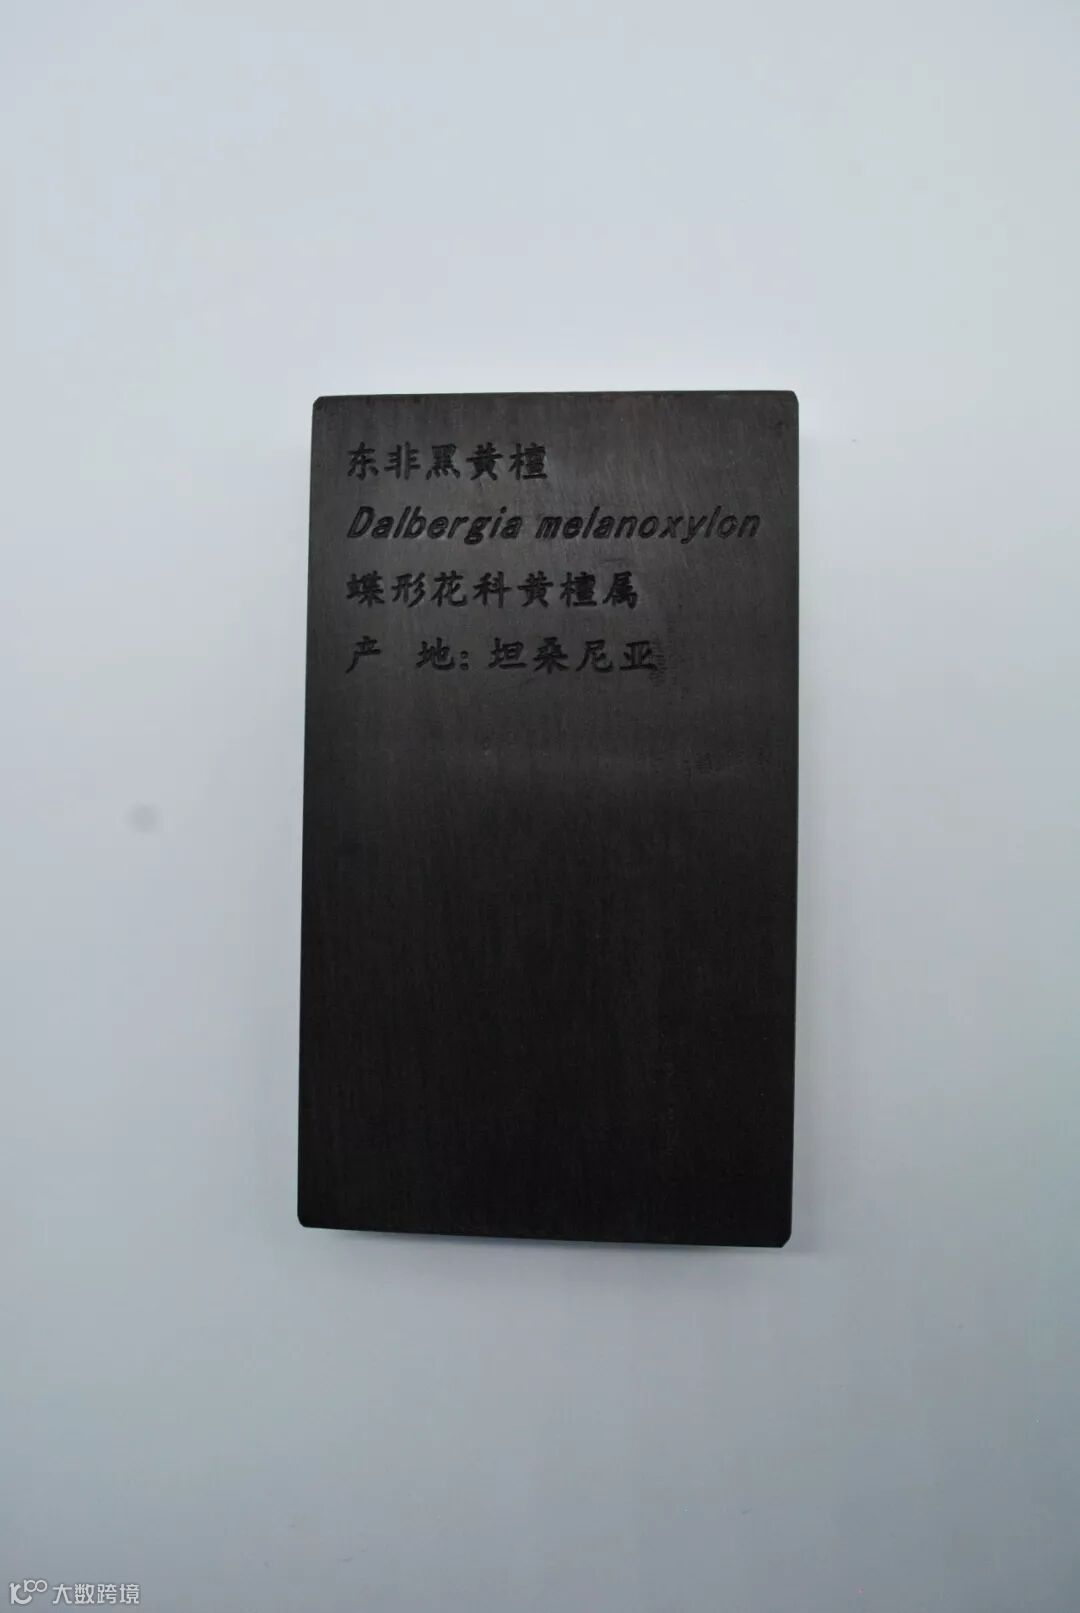 东非黑黄檀
Dalbergia melanoxylon
蝶形花科黄檀属
产 地: 坦桑尼亚
大数跨境